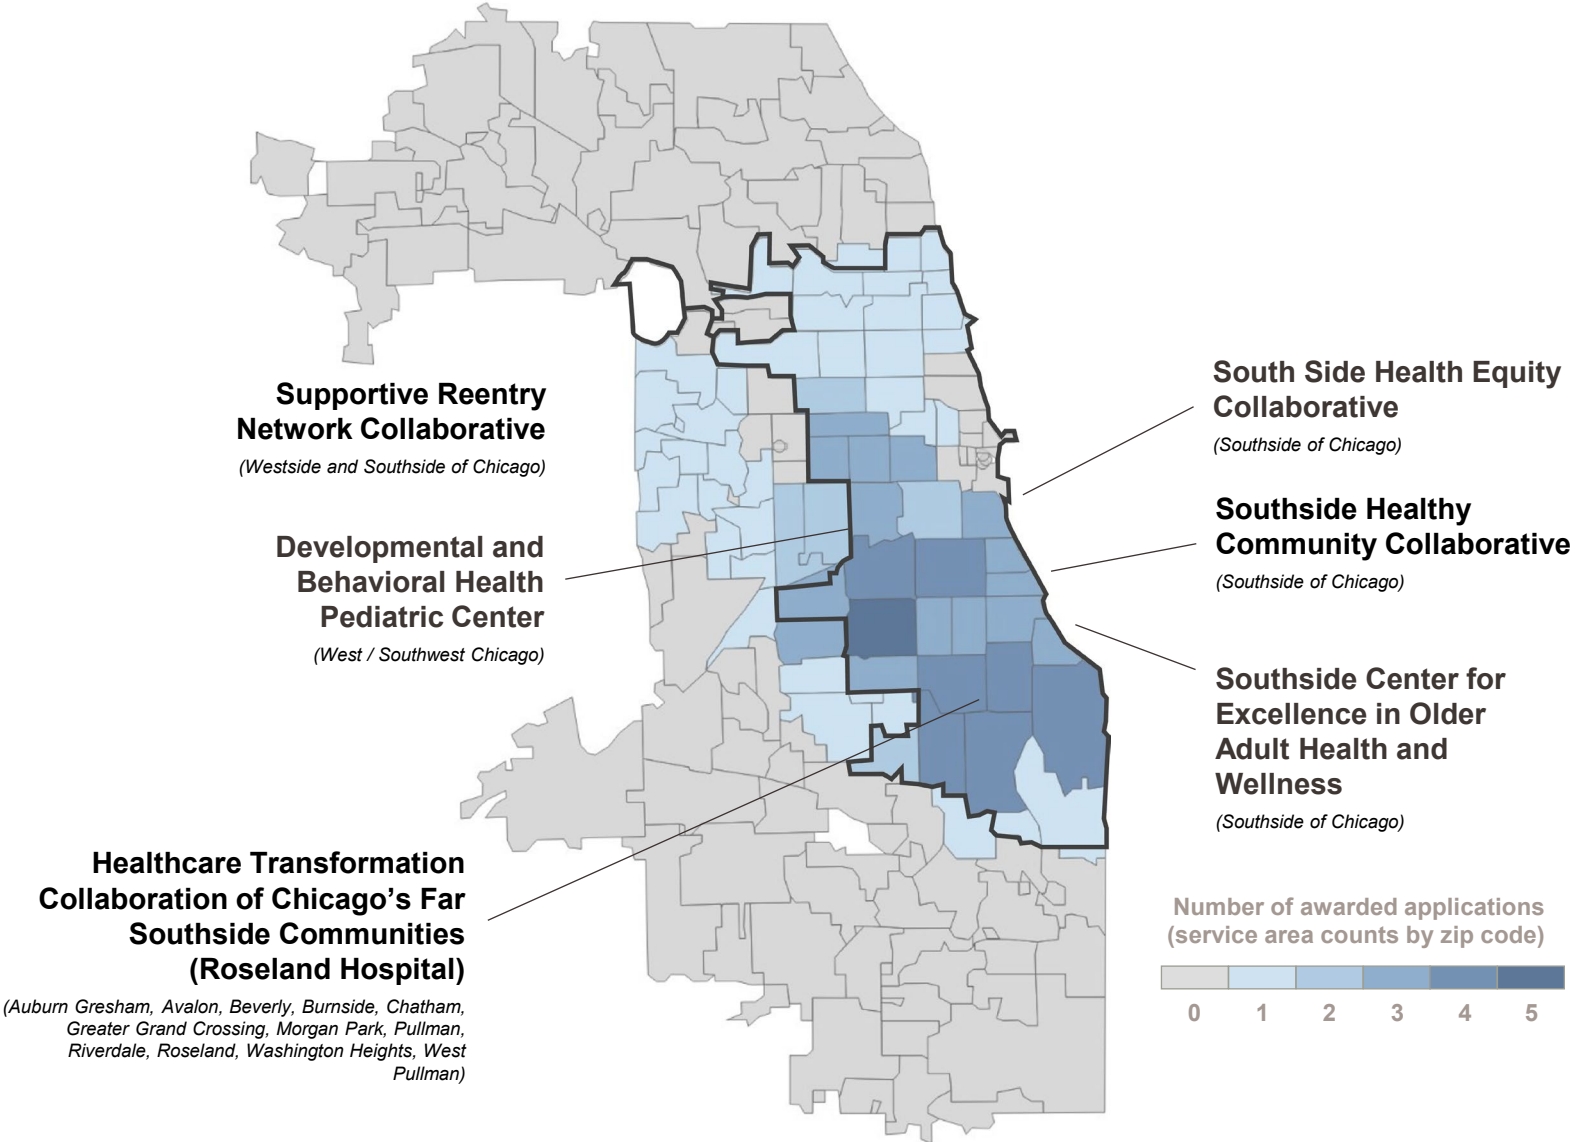 Supportive Reentry
Network Collaborative
(Westside and Southside of Chicago)
Developmental and
Behavioral Health
Pediatric Center
(West / Southwest Chicago)
Healthcare Transformation
Collaboration of Chicago’s Far
Southside Communities
(Roseland Hospital)
(Auburn Gresham, Avalon, Beverly, Burnside, Chatham,
Greater Grand Crossing, Morgan Park, Pullman,
Riverdale, Roseland, Washington Heights, West
Pullman)
South Side Health Equity
Collaborative
(Southside of Chicago)
Southside Healthy
Community Collaborative
(Southside of Chicago)
Southside Center for
Excellence in Older
Adult Health and
Wellness
(Southside of Chicago)
Number of awarded applications
(service area counts by zip code)
0 1 2 3 4 5